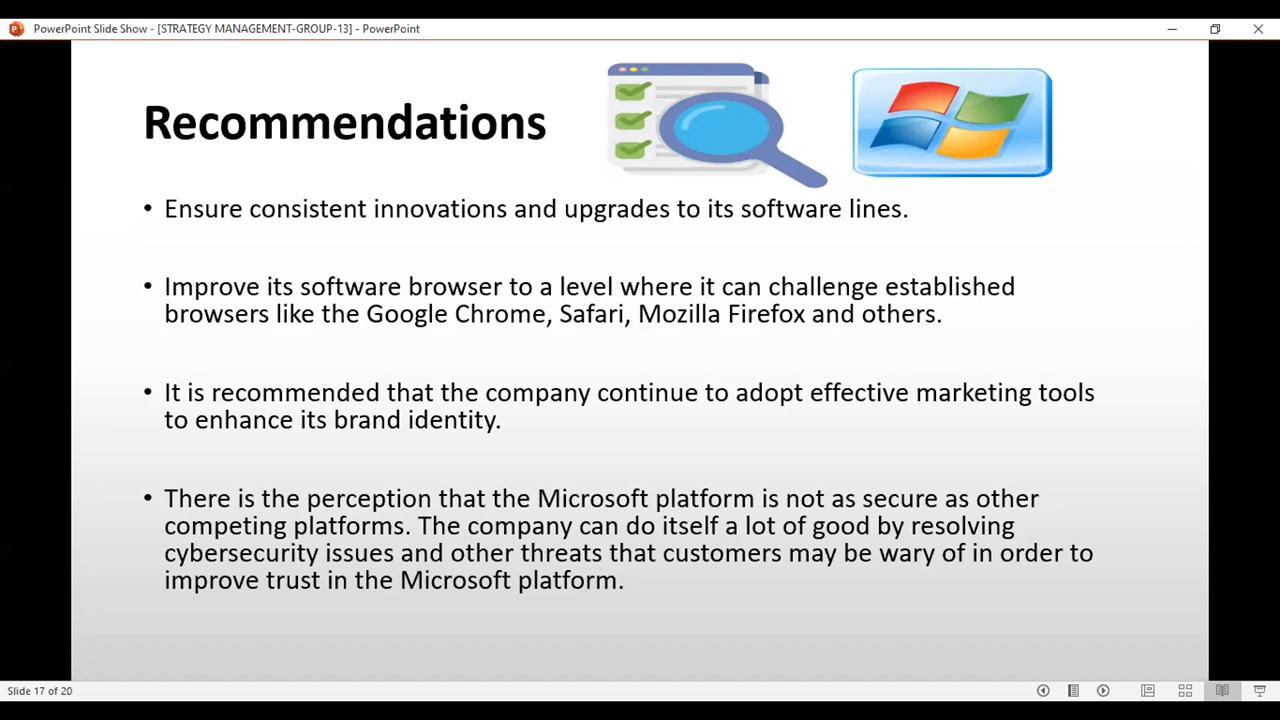 PowerPoint Slide Show - [STRATEGY MANAGEMENT-GROUP-13] - PowerPoint
Recommendations
• Ensure consistent innovations and upgrades to its software lines.
• Improve its software browser to a level where it can challenge established
browsers like the Google Chrome, Safari, Mozilla Firefox and others.
• It is recommended that the company continue to adopt effective marketing tools
to enhance its brand identity.
• There is the perception that the Microsoft platform is not as secure as other
competing platforms. The company can do itself a lot of good by resolving
cybersecurity issues and other threats that customers may be wary of in order to
improve trust in the Microsoft platform.
Slide 17 of 20